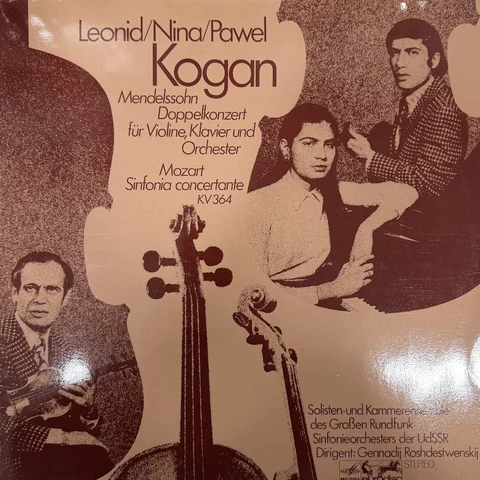 Leonid/Nina/Pawel
Kogan
Mendelssohn
Doppelkonzert
für Violine, Klavier und
Orchester
Mozart
Sinfonia concertante
KV 364
Solisten-und
des Großen Rundfunk-
Sinfonieorchesters der UdSSR
Dirigent: Gennadij Roshdestwenskij
STEREO